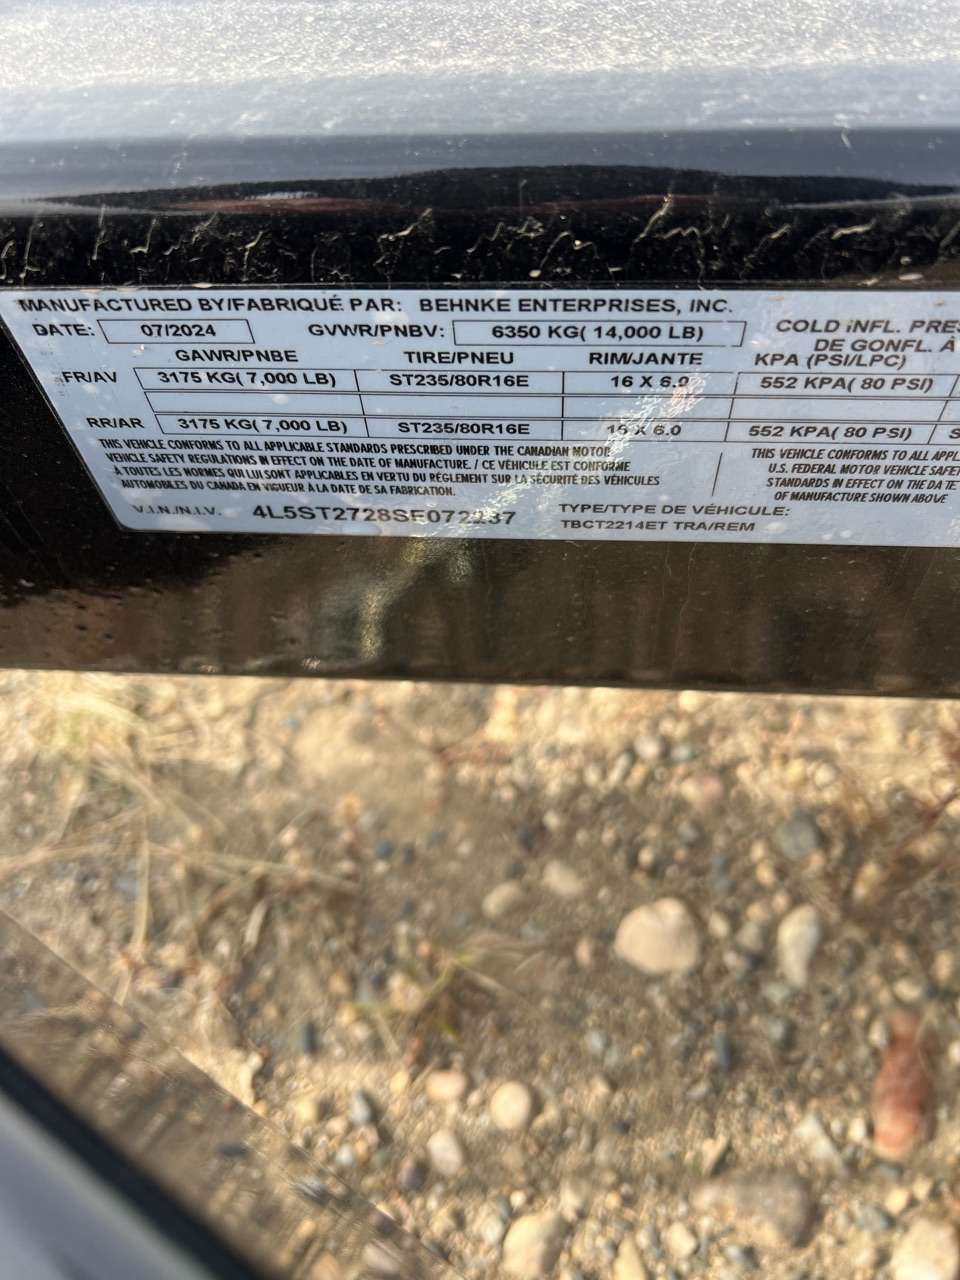 MANUFACTURED BY/FABRIQUÉ PAR: BEHNKE ENTERPRISES, INC.
DATE: 07/2024 GVWR/PNBV: 6350 KG( 14,000 LB) COLD INFL. PRE
DE GONFL. À
GAWR/PNBE TIRE/PNEU RIM/JANTE KPA (PSI/LPC)
FR/AV 3175 KG( 7,000 LB) ST235/80R16E 16 X 6.0 552 KPA( 80 PSI)
RR/AR 3175 KG( 7,000 LB) ST235/80R16E 16 X 6.0 552 KPA( 80 PSI) S
THIS VEHICLE CONFORMS TO ALL APPLICABLE STANDARDS PRESCRIBED UNDER THE CANADIAN MOTOR
VEHICLE SAFETY REGULATIONS IN EFFECT ON THE DATE OF MANUFACTURE. / CE VÉHICULE EST CONFORME
À TOUTES LES NORMES QUI LUI SONT APPLICABLES EN VERTU DU RÈGLEMENT SUR LA SÉCURITÉ DES VÉHICULES
AUTOMOBILES DU CANADA EN VIGUEUR À LA DATE DE SA FABRICATION.
THIS VEHICLE CONFORMS TO ALL APPL
U.S. FEDERAL MOTOR VEHICLE SAFE
STANDARDS IN EFFECT ON THE DATE
OF MANUFACTURE SHOWN ABOVE
V.I.N./N.I.V. 4L5ST2728SE072237 TYPE/TYPE DE VÉHICULE:
TBCT2214ET TRA/REM